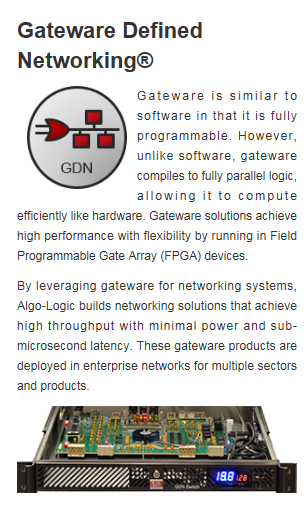 Gateware Defined
Networking®
GDN
Gateware is similar to
software in that it is fully
programmable. However,
unlike software, gateware
compiles to fully parallel logic,
allowing it to compute
efficiently like hardware. Gateware solutions achieve
high performance with flexibility by running in Field
Programmable Gate Array (FPGA) devices.
By leveraging gateware for networking systems,
Algo-Logic builds networking solutions that achieve
high throughput with minimal power and sub-
microsecond latency. These gateware products are
deployed in enterprise networks for multiple sectors
and products.
GDN Switch